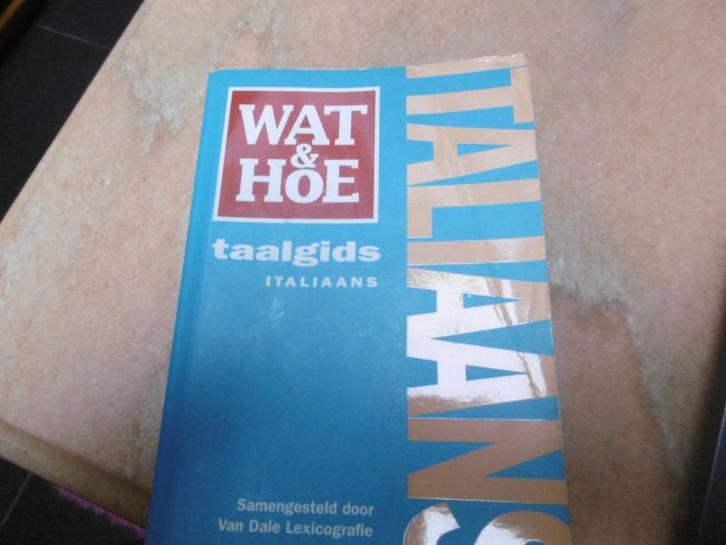 WAT
&
HOE
taalgids
ITALIAANS
Samengesteld door
Van Dale Lexicografie
ITALIAANS